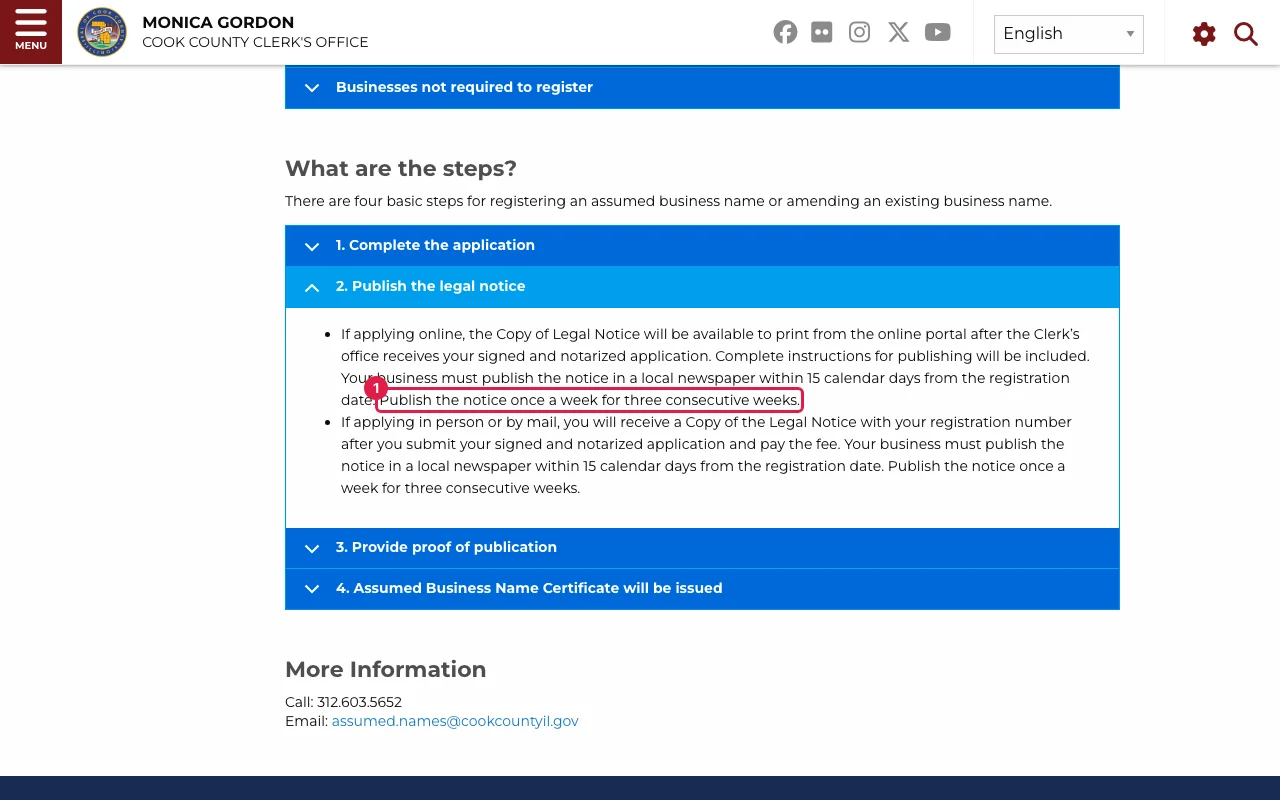 MENU
MONICA GORDON
COOK COUNTY CLERK'S OFFICE
English
Businesses not required to register
What are the steps?
There are four basic steps for registering an assumed business name or amending an existing business name.
1. Complete the application
2. Publish the legal notice
If applying online, the Copy of Legal Notice will be available to print from the online portal after the Clerk’s
office receives your signed and notarized application. Complete instructions for publishing will be included.
Your business must publish the notice in a local newspaper within 15 calendar days from the registration
1
date. Publish the notice once a week for three consecutive weeks.
If applying in person or by mail, you will receive a Copy of the Legal Notice with your registration number
after you submit your signed and notarized application and pay the fee. Your business must publish the
notice in a local newspaper within 15 calendar days from the registration date. Publish the notice once a
week for three consecutive weeks.
3. Provide proof of publication
4. Assumed Business Name Certificate will be issued
More Information
Call: 312.603.5652
Email: assumed.names@cookcountyil.gov